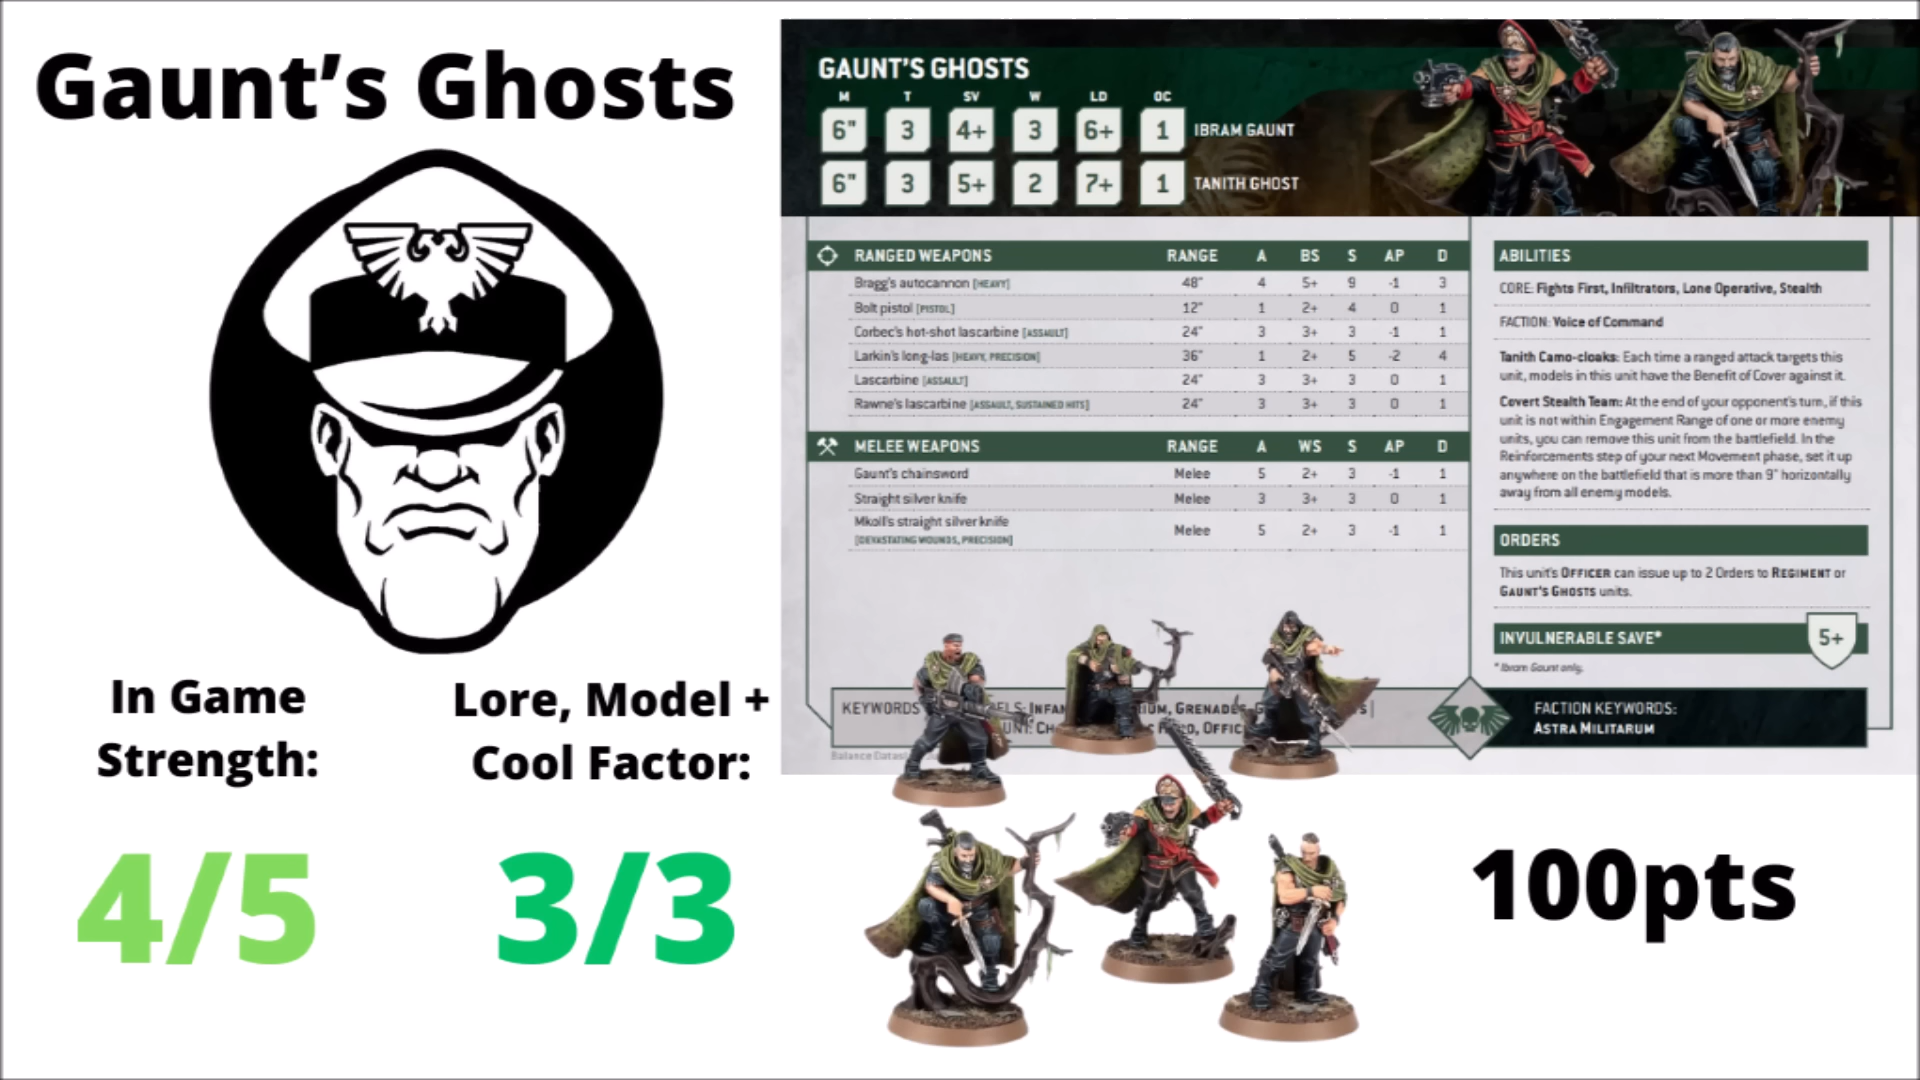 Gaunt's Ghosts
In Game
Strength:
4/5
Lore, Model +
Cool Factor:
3/3
GAUNT'S GHOSTS
M T SV W LD OC
6" 3 4+ 3 6+ 1 IBRAM GAUNT
6" 3 5+ 2 7+ 1 TANITH GHOST
RANGED WEAPONS RANGE A BS S AP D
Bragg's autocannon [HEAVY] 48" 4 5+ 9 -1 3
Bolt pistol [PISTOL] 12" 1 2+ 4 0 1
Corbec's hot-shot lascarbine [ASSAULT] 24" 3 3+ 3 -1 1
Larkin's long-las [HEAVY, PRECISION] 36" 1 2+ 5 -2 4
Lascarbine [ASSAULT] 24" 3 3+ 3 0 1
Rawne's lascarbine [ASSAULT, SUSTAINED HITS] 24" 3 3+ 3 0 1
MELEE WEAPONS RANGE A WS S AP D
Gaunt's chainsword Melee 5 2+ 3 -1 1
Straight silver knife Melee 3 3+ 3 0 1
Mkoll's straight silver knife
[DEVASTATING WOUNDS, PRECISION] Melee 5 2+ 3 -1 1
ABILITIES
CORE: Fights First, Infiltrators, Lone Operative, Stealth
FACTION: Voice of Command
Tanith Camo-cloaks: Each time a ranged attack targets this
unit, models in this unit have the Benefit of Cover against it.
Covert Stealth Team: At the end of your opponent's turn, if this
unit is not within Engagement Range of one or more enemy
units, you can remove this unit from the battlefield. In the
Reinforcements step of your next Movement phase, set it up
anywhere on the battlefield that is more than 9" horizontally
away from all enemy models.
ORDERS
This unit's OFFICER can issue up to 2 Orders to REGIMENT or
GAUNT'S GHOSTS units.
INVULNERABLE SAVE* 5+
* Ibram Gaunt only.
KEYWORDS GRENADES
FACTION KEYWORDS:
ASTRA MILITARUM
100pts